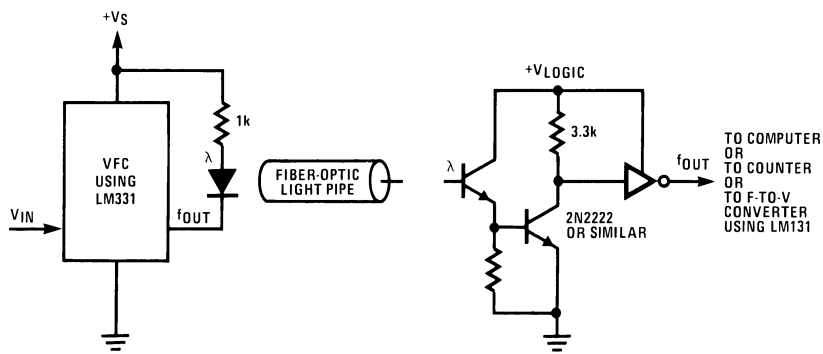 +VS
1k
λ
VFC
USING
LM331
VIN
fOUT
FIBER-OPTIC
LIGHT PIPE
+VLOGIC
3.3k
λ
2N2222
OR SIMILAR
fOUT
TO COMPUTER
OR
TO COUNTER
OR
TO F-TO-V
CONVERTER
USING LM131